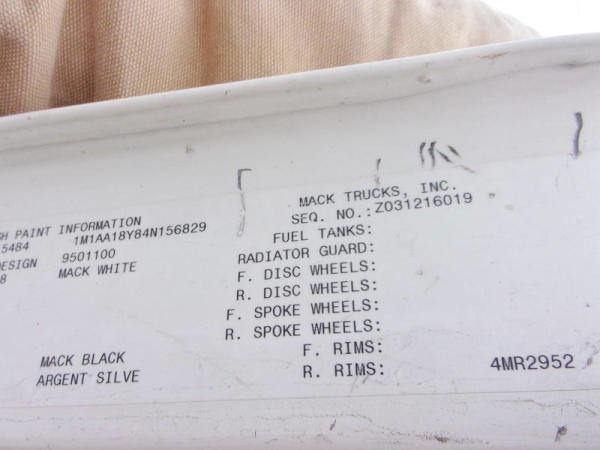 GH PAINT INFORMATION
5484 1M1AA18Y84N156829
DESIGN 9501100
8 MACK WHITE
MACK BLACK
ARGENT SILVE
MACK TRUCKS, INC.
SEQ. NO.: Z031216019
FUEL TANKS:
RADIATOR GUARD:
F. DISC WHEELS:
R. DISC WHEELS:
F. SPOKE WHEELS:
R. SPOKE WHEELS:
F. RIMS:
R. RIMS:
4MR2952